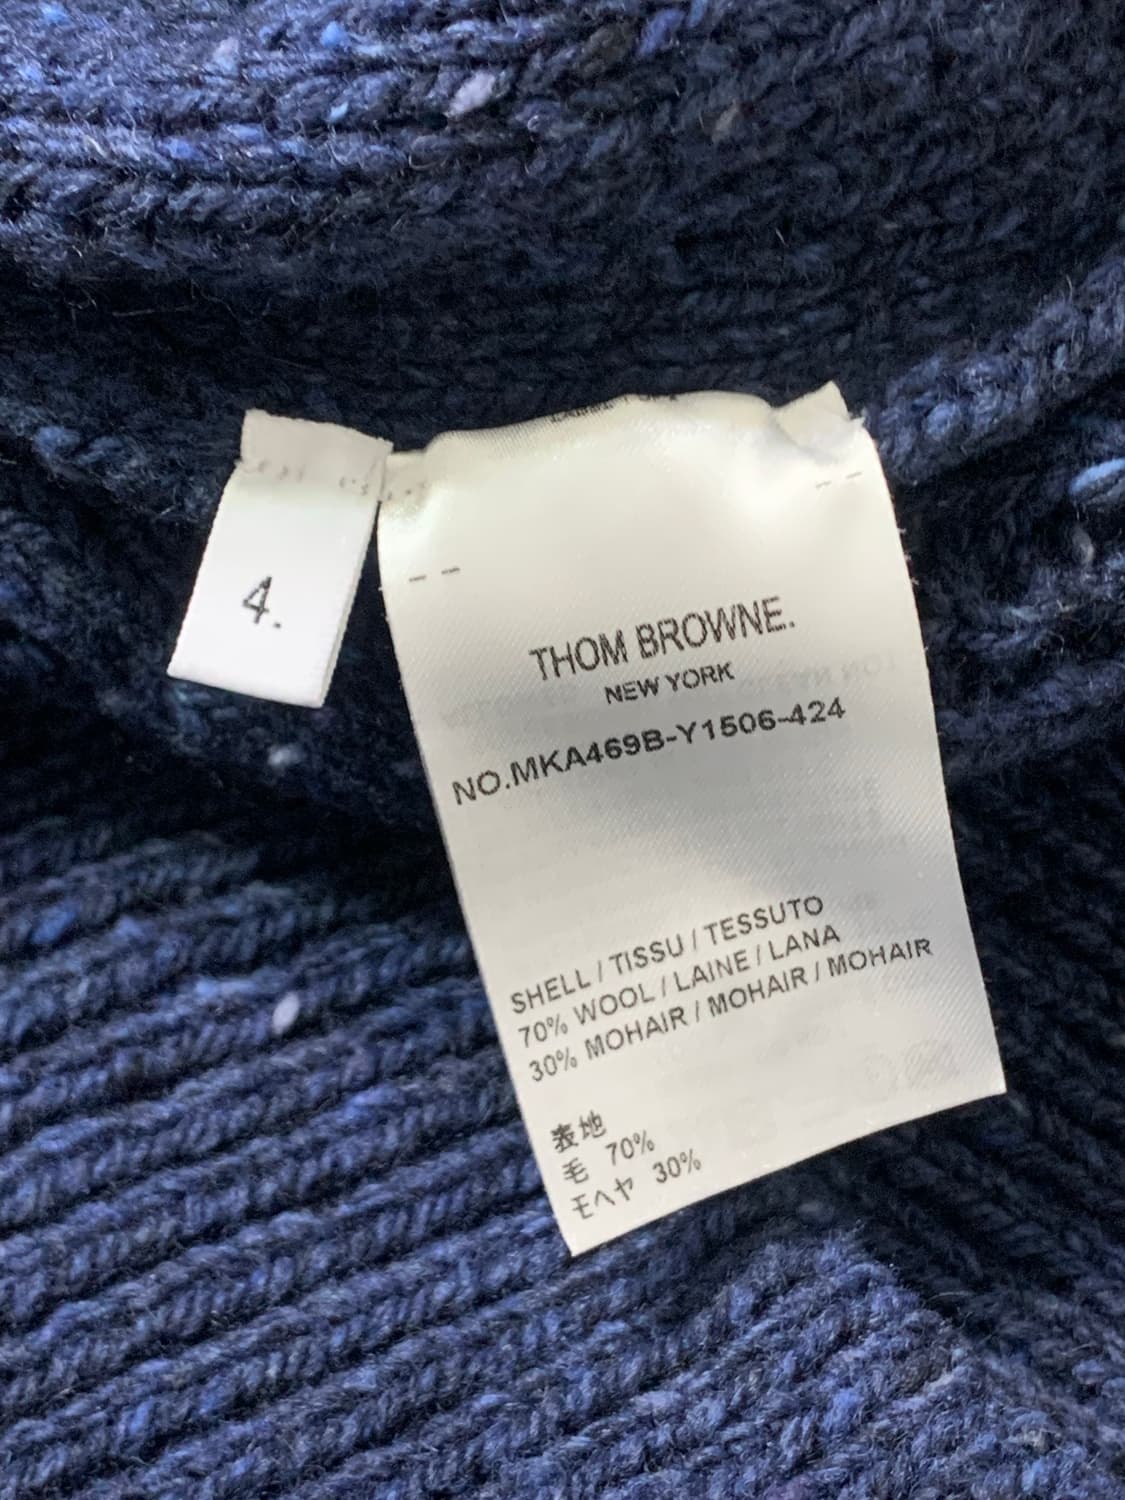 4.
THOM BROWNE.
NEW YORK
NO.MKA469B-Y1506-424
SHELL / TISSU / TESSUTO
70% WOOL / LAINE / LANA
30% MOHAIR / MOHAIR / MOHAIR
表地
毛 70%
モヘヤ 30%